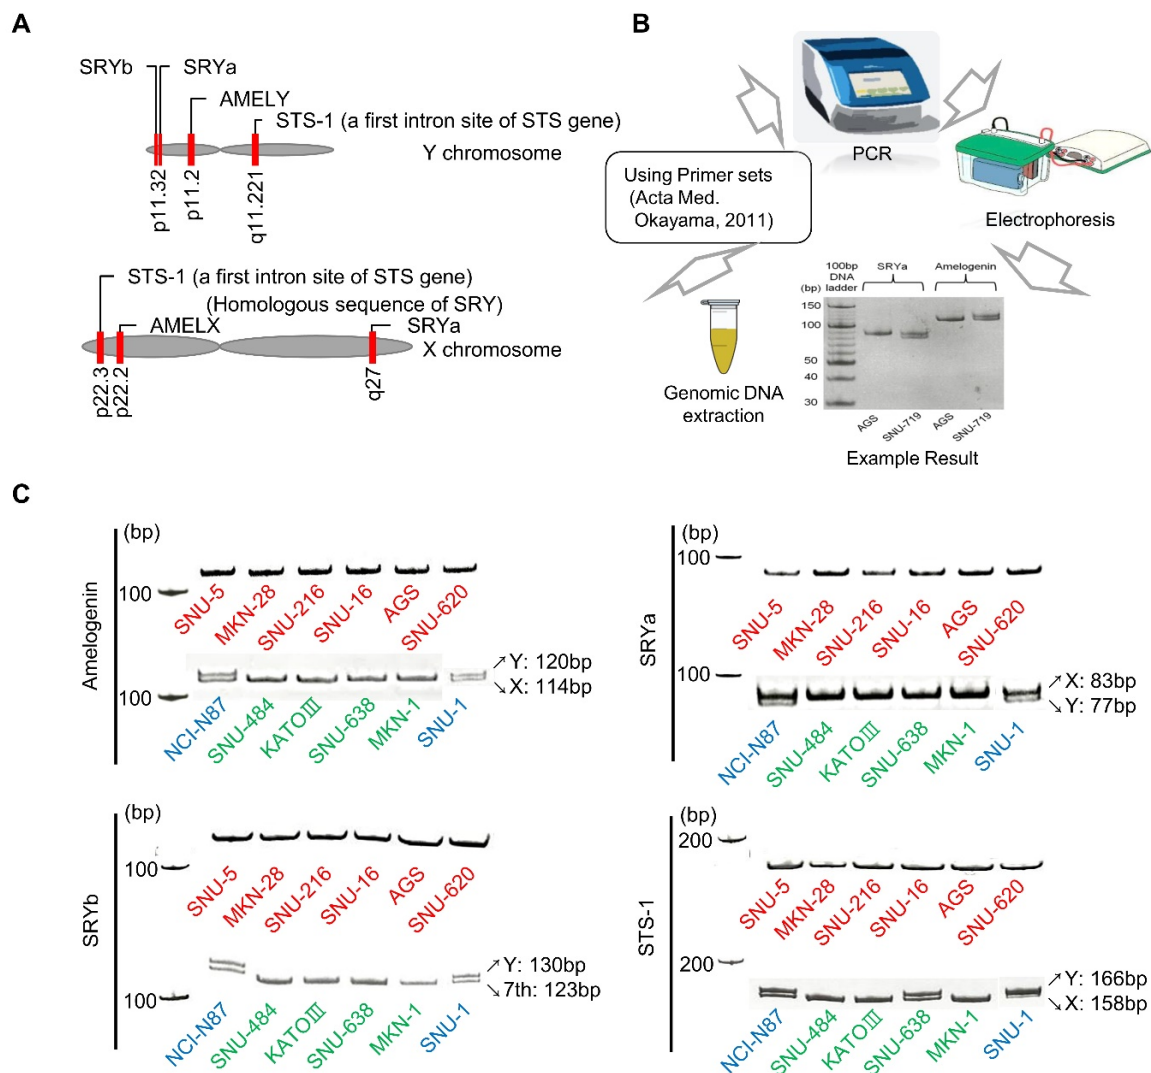 A
SRYb
SRYa
AMELY
STS-1 (a first intron site of STS gene)
Y chromosome
p11.32
p11.2
q11.221
STS-1 (a first intron site of STS gene)
(Homologous sequence of SRY)
AMELX
SRYa
X chromosome
p22.3
p22.2
q27
B
PCR
Using Primer sets
(Acta Med.
Okayama, 2011)
Electrophoresis
Genomic DNA
extraction
100bp
DNA
ladder
(bp)
SRYa
Amelogenin
150
100
50
40
30
AGS
SNU-719
AGS
SNU-719
Example Result
C
Amelogenin
(bp)
100
SNU-5
MKN-28
SNU-216
SNU-16
AGS
SNU-620
100
↗Y: 120bp
↘X: 114bp
NCI-N87
SNU-484
KATOⅢ
SNU-638
MKN-1
SNU-1
SRYa
(bp)
100
SNU-5
MKN-28
SNU-216
SNU-16
AGS
SNU-620
100
↗X: 83bp
↘Y: 77bp
NCI-N87
SNU-484
KATOⅢ
SNU-638
MKN-1
SNU-1
SRYb
(bp)
100
SNU-5
MKN-28
SNU-216
SNU-16
AGS
SNU-620
100
↗Y: 130bp
↘7th: 123bp
NCI-N87
SNU-484
KATOⅢ
SNU-638
MKN-1
SNU-1
STS-1
(bp)
200
SNU-5
MKN-28
SNU-216
SNU-16
AGS
SNU-620
200
↗Y: 166bp
↘X: 158bp
NCI-N87
SNU-484
KATOⅢ
SNU-638
MKN-1
SNU-1